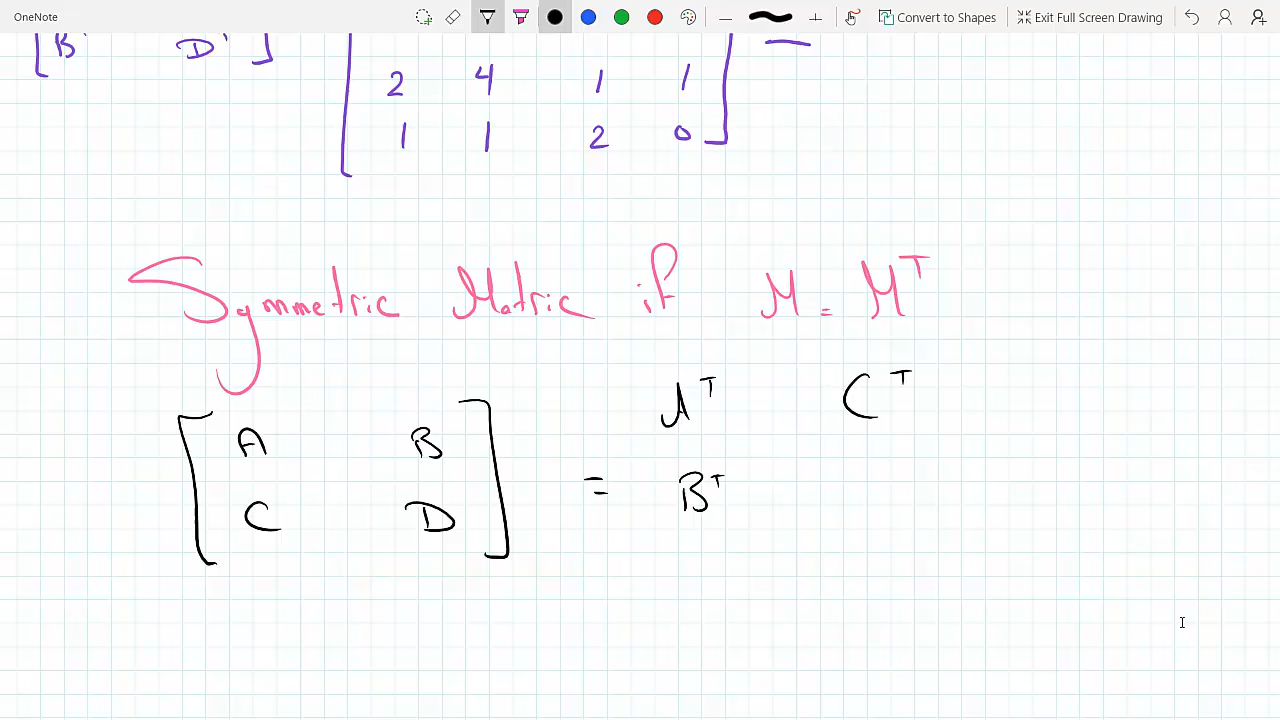 OneNote
Convert to Shapes
Exit Full Screen Drawing
B' D'
2 4 1 1
1 1 2 0
Symmetric Matric if M = M^T
A B
C D
=
A^T C^T
B^T